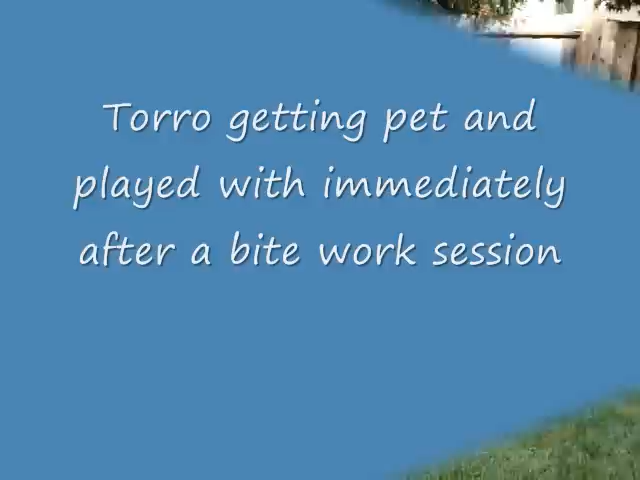 Torro getting pet and
played with immediately
after a bite work session